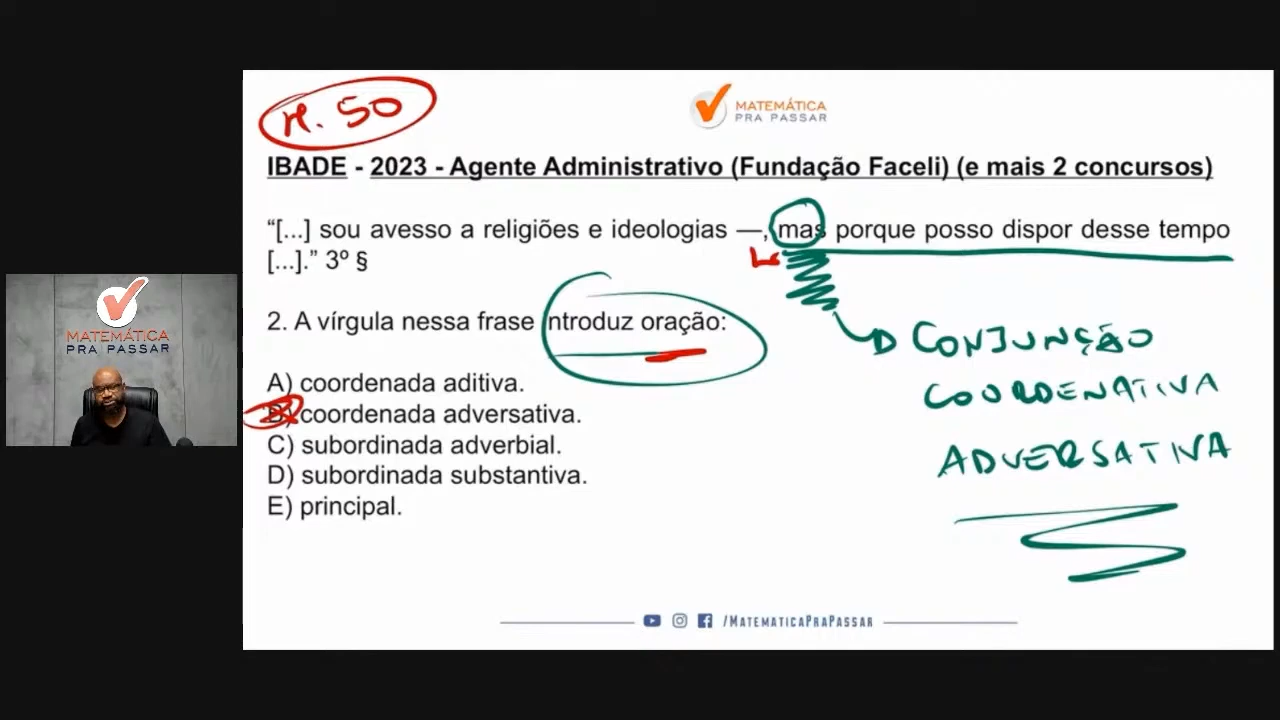 M. 50
MATEMÁTICA
PRA PASSAR
IBADE - 2023 - Agente Administrativo (Fundação Faceli) (e mais 2 concursos)
“[...] sou avesso a religiões e ideologias —, mas porque posso dispor desse tempo
[...].” 3º §
2. A vírgula nessa frase introduz oração:
A) coordenada aditiva.
B) coordenada adversativa.
C) subordinada adverbial.
D) subordinada substantiva.
E) principal.
CONJUNÇÃO
COORDENATIVA
ADVERSATIVA
MATEMÁTICA
PRA PASSAR
/MATEMATICAPRAPASSAR